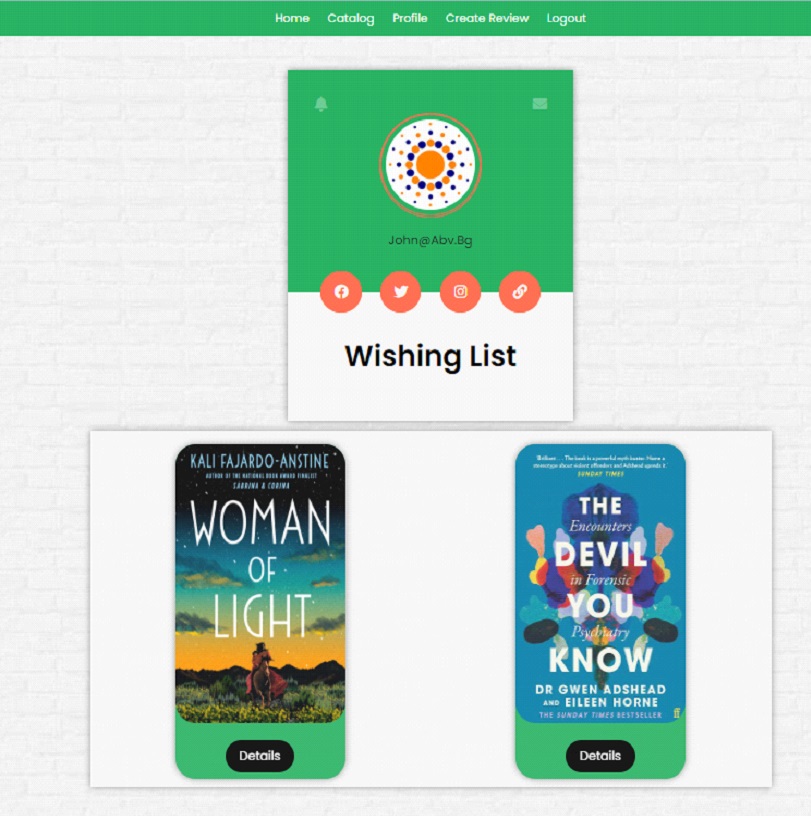 Home Catalog Profile Create Review Logout
John@Abv.Bg
Wishing List
KALI FAJARDO-ANSTINE
AUTHOR OF THE NATIONAL BOOK AWARD FINALIST
SABRINA & CORINA
WOMAN
OF
LIGHT
Details
SUNDAY TIMES
THE
Encounters
DEVIL
in Forensic
YOU
Psychiatry
KNOW
DR GWEN ADSHEAD
AND EILEEN HORNE
THE SUNDAY TIMES BESTSELLER ff
Details